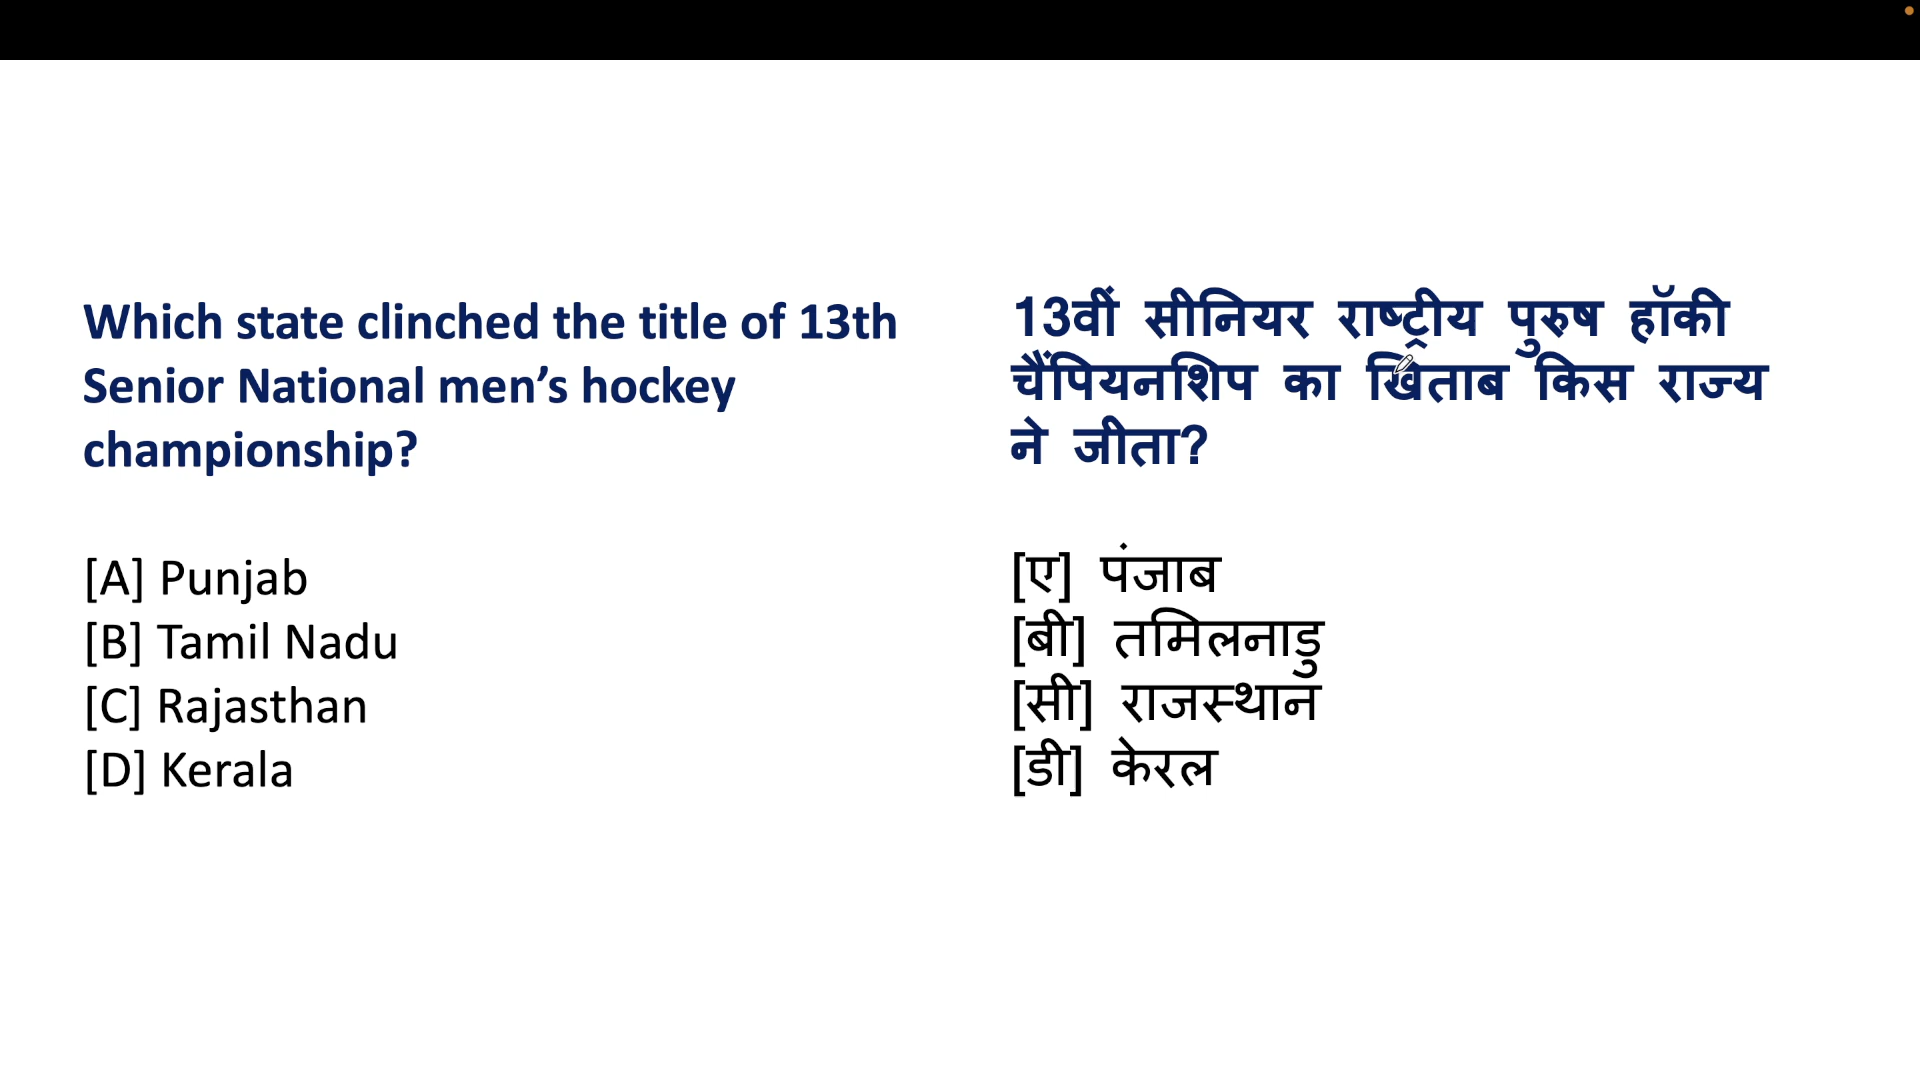 Which state clinched the title of 13th
Senior National men’s hockey
championship?
[A] Punjab
[B] Tamil Nadu
[C] Rajasthan
[D] Kerala
13वीं सीनियर राष्ट्रीय पुरुष हॉकी
चैंपियनशिप का खिताब किस राज्य
ने जीता?
[ए] पंजाब
[बी] तमिलनाडु
[सी] राजस्थान
[डी] केरल